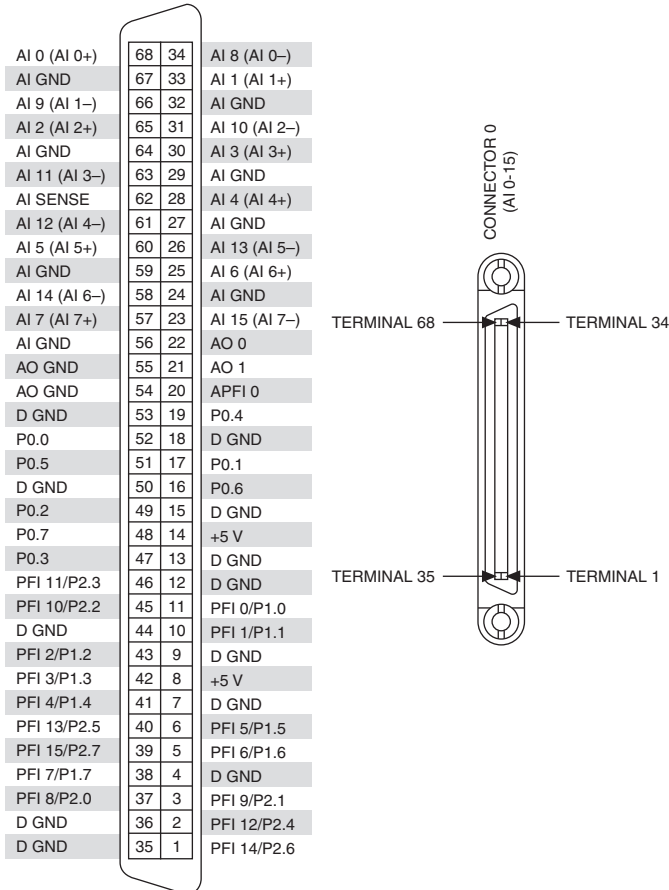 AI 0 (AI 0+) 68 34 AI 8 (AI 0–)
AI GND 67 33 AI 1 (AI 1+)
AI 9 (AI 1–) 66 32 AI GND
AI 2 (AI 2+) 65 31 AI 10 (AI 2–)
AI GND 64 30 AI 3 (AI 3+)
AI 11 (AI 3–) 63 29 AI GND
AI SENSE 62 28 AI 4 (AI 4+)
AI 12 (AI 4–) 61 27 AI GND
AI 5 (AI 5+) 60 26 AI 13 (AI 5–)
AI GND 59 25 AI 6 (AI 6+)
AI 14 (AI 6–) 58 24 AI GND
AI 7 (AI 7+) 57 23 AI 15 (AI 7–)
AI GND 56 22 AO 0
AO GND 55 21 AO 1
AO GND 54 20 APFI 0
D GND 53 19 P0.4
P0.0 52 18 D GND
P0.5 51 17 P0.1
D GND 50 16 P0.6
P0.2 49 15 D GND
P0.7 48 14 +5 V
P0.3 47 13 D GND
PFI 11/P2.3 46 12 D GND
PFI 10/P2.2 45 11 PFI 0/P1.0
D GND 44 10 PFI 1/P1.1
PFI 2/P1.2 43 9 D GND
PFI 3/P1.3 42 8 +5 V
PFI 4/P1.4 41 7 D GND
PFI 13/P2.5 40 6 PFI 5/P1.5
PFI 15/P2.7 39 5 PFI 6/P1.6
PFI 7/P1.7 38 4 D GND
PFI 8/P2.0 37 3 PFI 9/P2.1
D GND 36 2 PFI 12/P2.4
D GND 35 1 PFI 14/P2.6
CONNECTOR 0
(AI 0-15)
TERMINAL 68 TERMINAL 34
TERMINAL 35 TERMINAL 1